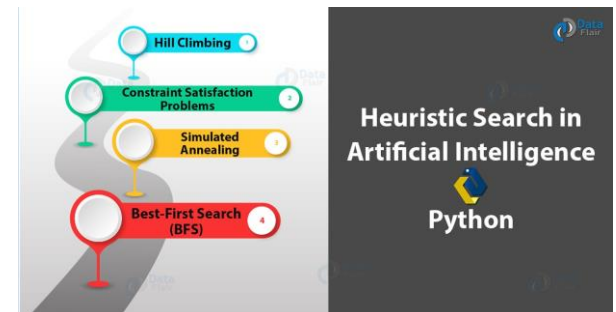 Hill Climbing 1
Constraint Satisfaction
Problems 2
Simulated
Annealing 3
Best-First Search
(BFS) 4
Data
Flair
Heuristic Search in
Artificial Intelligence
Python